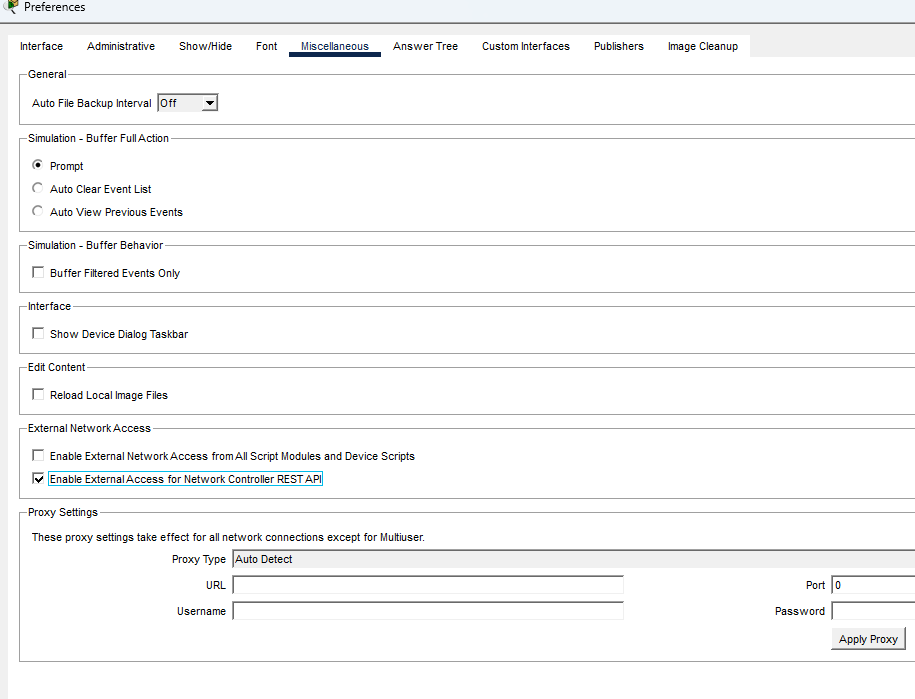 Preferences
Interface Administrative Show/Hide Font Miscellaneous Answer Tree Custom Interfaces Publishers Image Cleanup
General
Auto File Backup Interval Off
Simulation - Buffer Full Action
Prompt
Auto Clear Event List
Auto View Previous Events
Simulation - Buffer Behavior
Buffer Filtered Events Only
Interface
Show Device Dialog Taskbar
Edit Content
Reload Local Image Files
External Network Access
Enable External Network Access from All Script Modules and Device Scripts
Enable External Access for Network Controller REST API
Proxy Settings
These proxy settings take effect for all network connections except for Multiuser.
Proxy Type Auto Detect
URL Port 0
Username Password
Apply Proxy